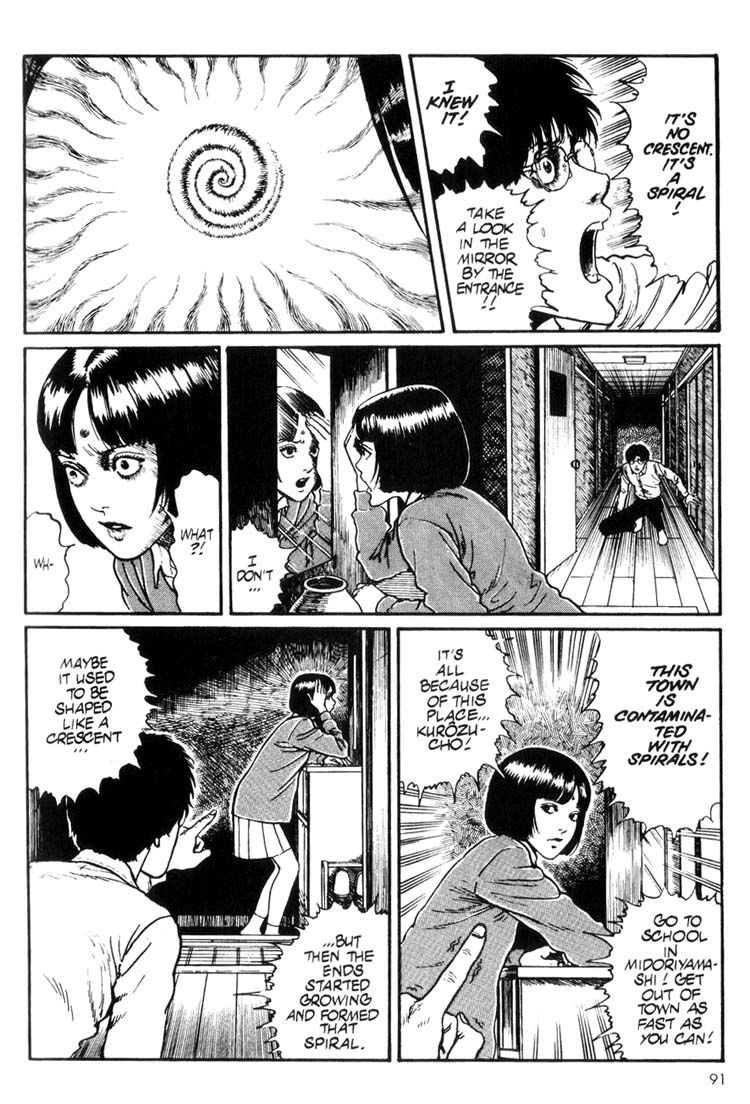 I
KNEW
IT!
IT'S
NO
CRESCENT.
IT'S
A
SPIRAL
!
TAKE
A LOOK
IN THE
MIRROR
BY THE
ENTRANCE
!!
WH-
WHAT
?!
I
DON'T
...
MAYBE
IT USED
TO BE
SHAPED
LIKE A
CRESCENT
...
...BUT
THEN THE
ENDS
STARTED
GROWING
AND FORMED
THAT
SPIRAL.
IT'S
ALL
BECAUSE
OF THIS
PLACE...
KURÔZU-
CHO!
THIS
TOWN
IS
CONTAMINA-
TED
WITH
SPIRALS!
GO TO
SCHOOL
IN
MIDORIYAMA-
SHI! GET
OUT OF
TOWN AS
FAST AS
YOU CAN!
91